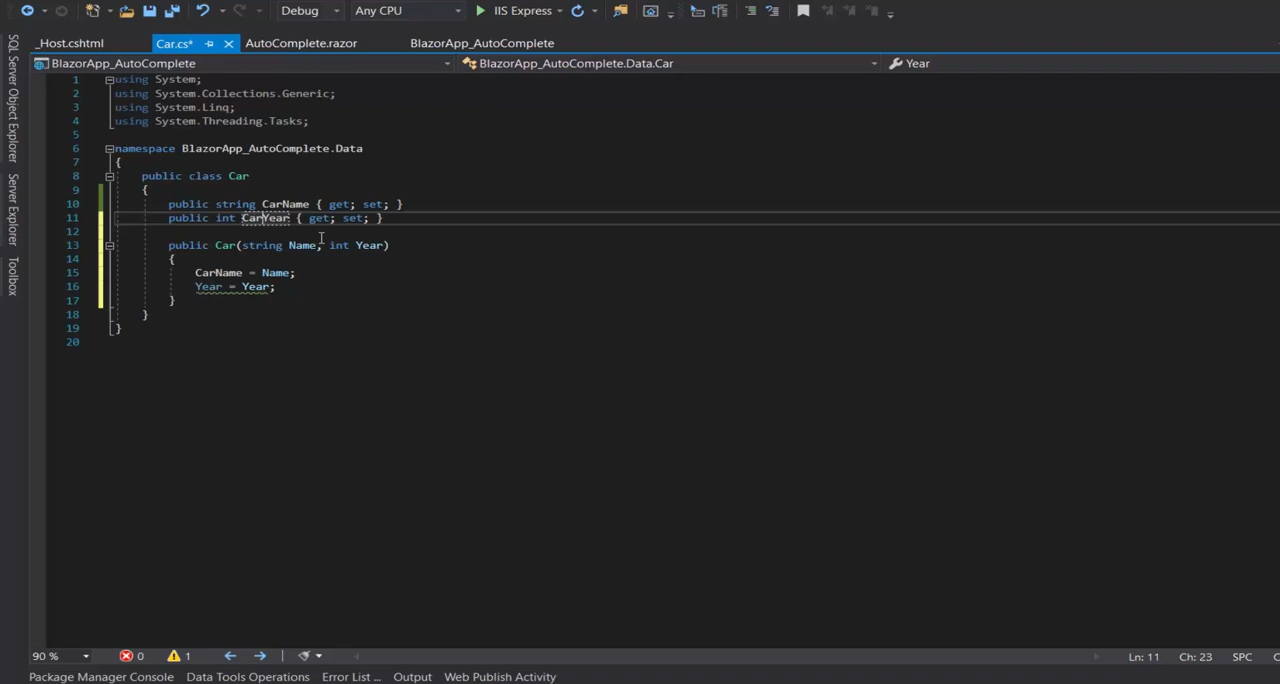 Debug Any CPU IIS Express
_Host.cshtml Car.cs* AutoComplete.razor BlazorApp_AutoComplete
BlazorApp_AutoComplete BlazorApp_AutoComplete.Data.Car Year
SQL Server Object Explorer
Server Explorer
Toolbox
1 using System;
2 using System.Collections.Generic;
3 using System.Linq;
4 using System.Threading.Tasks;
5
6 namespace BlazorApp_AutoComplete.Data
7 {
8 public class Car
9 {
10 public string CarName { get; set; }
11 public int CarYear { get; set; }
12
13 public Car(string Name, int Year)
14 {
15 CarName = Name;
16 Year = Year;
17 }
18 }
19 }
20
90 % 0 1 Ln: 11 Ch: 23 SPC
Package Manager Console Data Tools Operations Error List ... Output Web Publish Activity